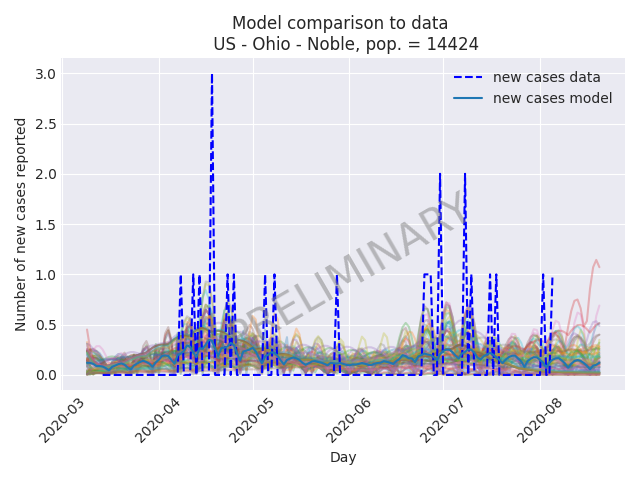 Model comparison to data
US - Ohio - Noble, pop. = 14424
new cases data
new cases model
Number of new cases reported
3.0
2.5
2.0
1.5
1.0
0.5
0.0
PRELIMINARY
2020-03
2020-04
2020-05
2020-06
2020-07
2020-08
Day